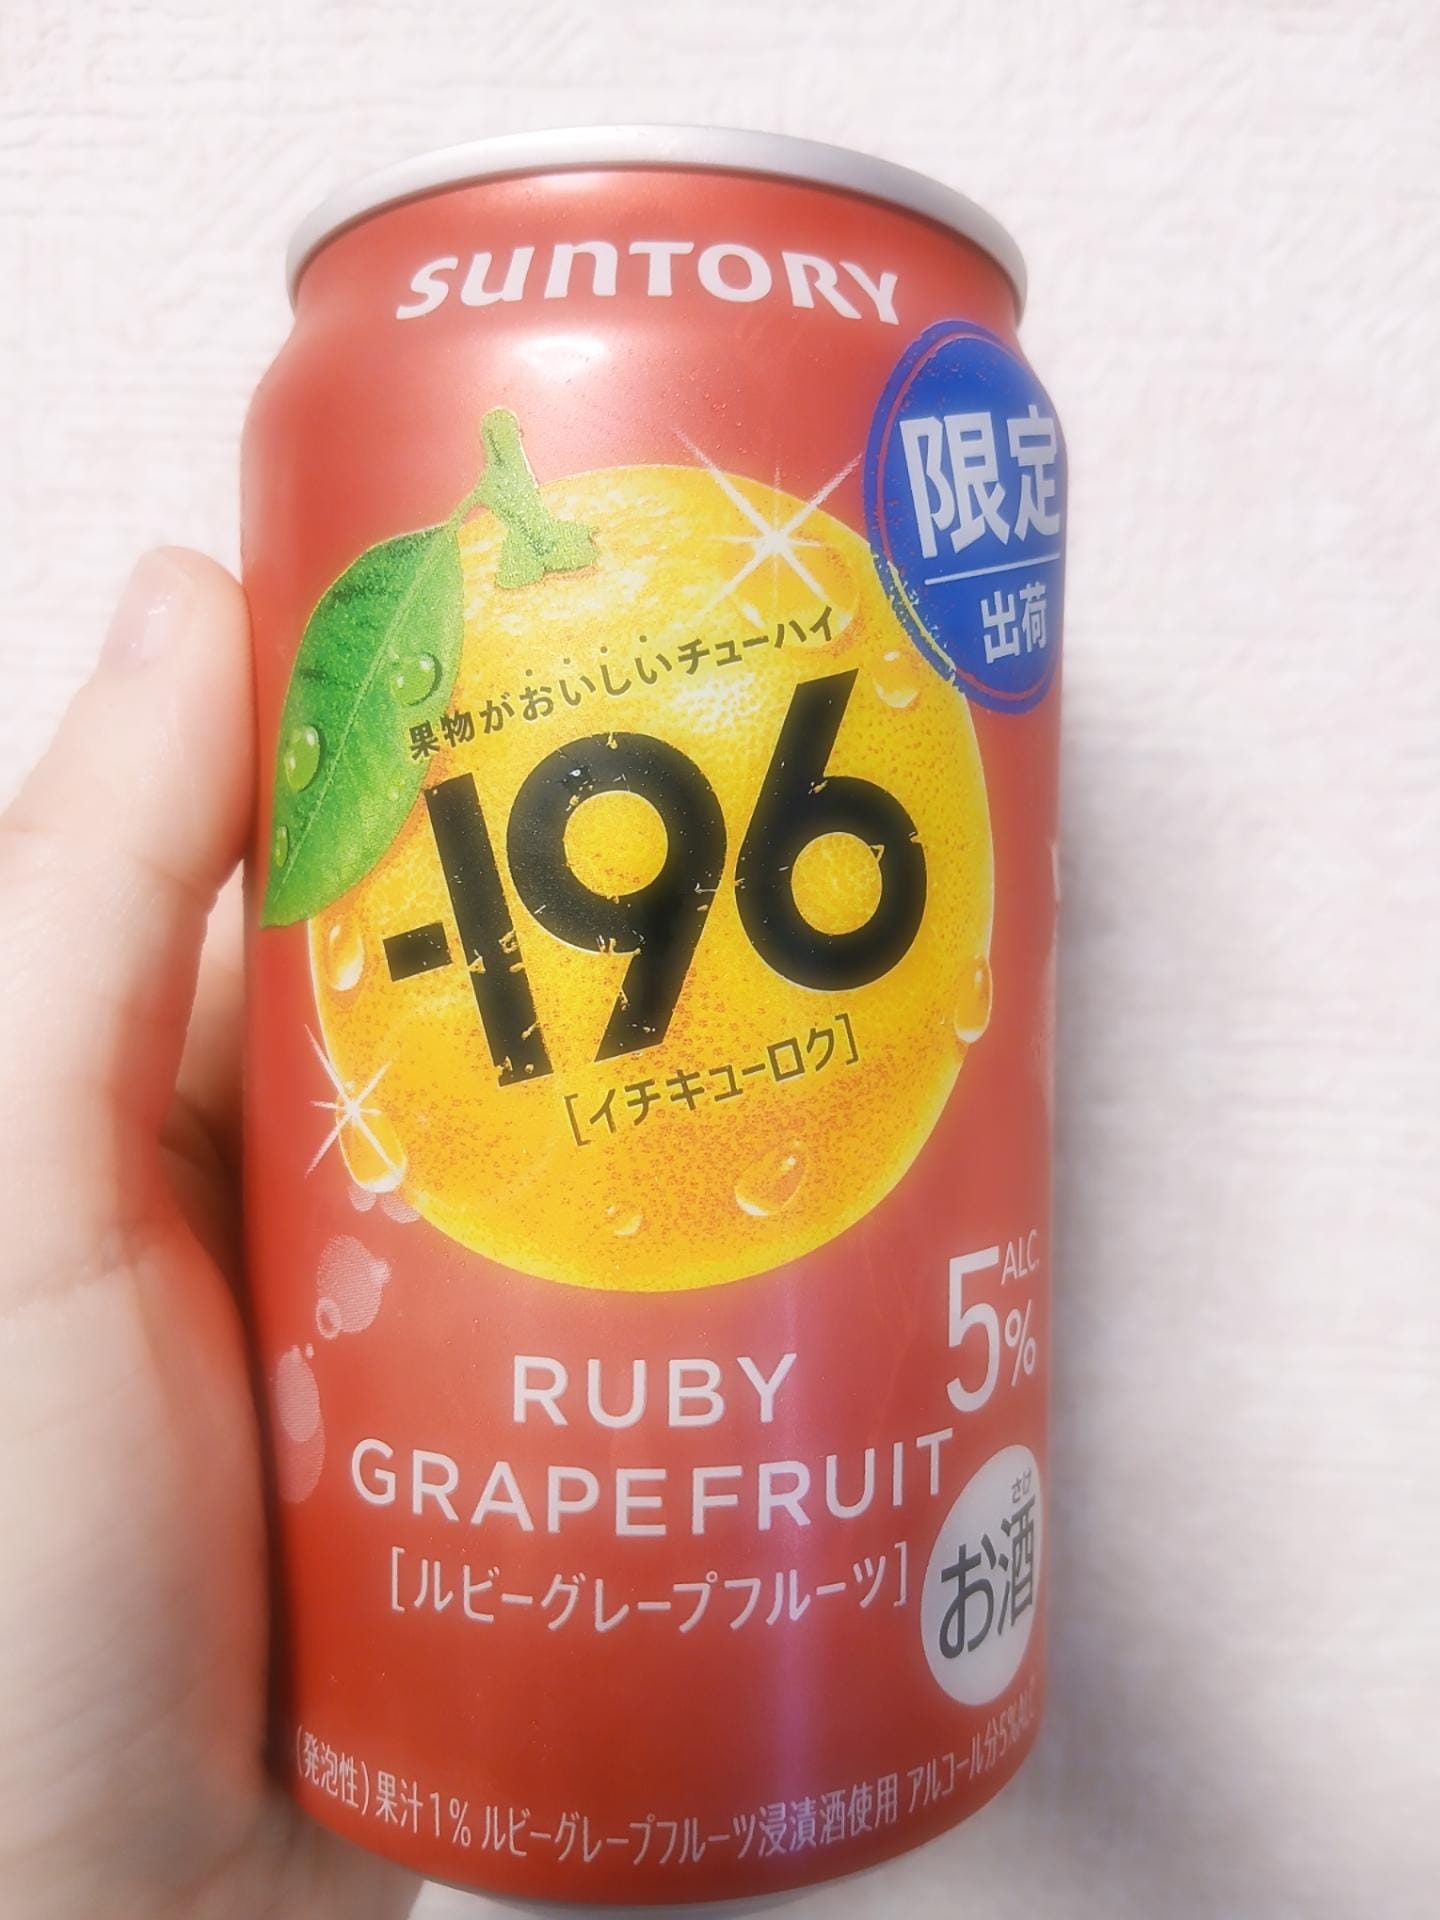 SUNTORY
限定
出荷
果物がおいしいチューハイ
-196
[イチキューロク]
ALC.
5%
RUBY
GRAPEFRUIT
[ルビーグレープフルーツ]
さけ
お酒
(発泡性)果汁1% ルビーグレープフルーツ浸漬酒使用 アルコール分5%ALC.